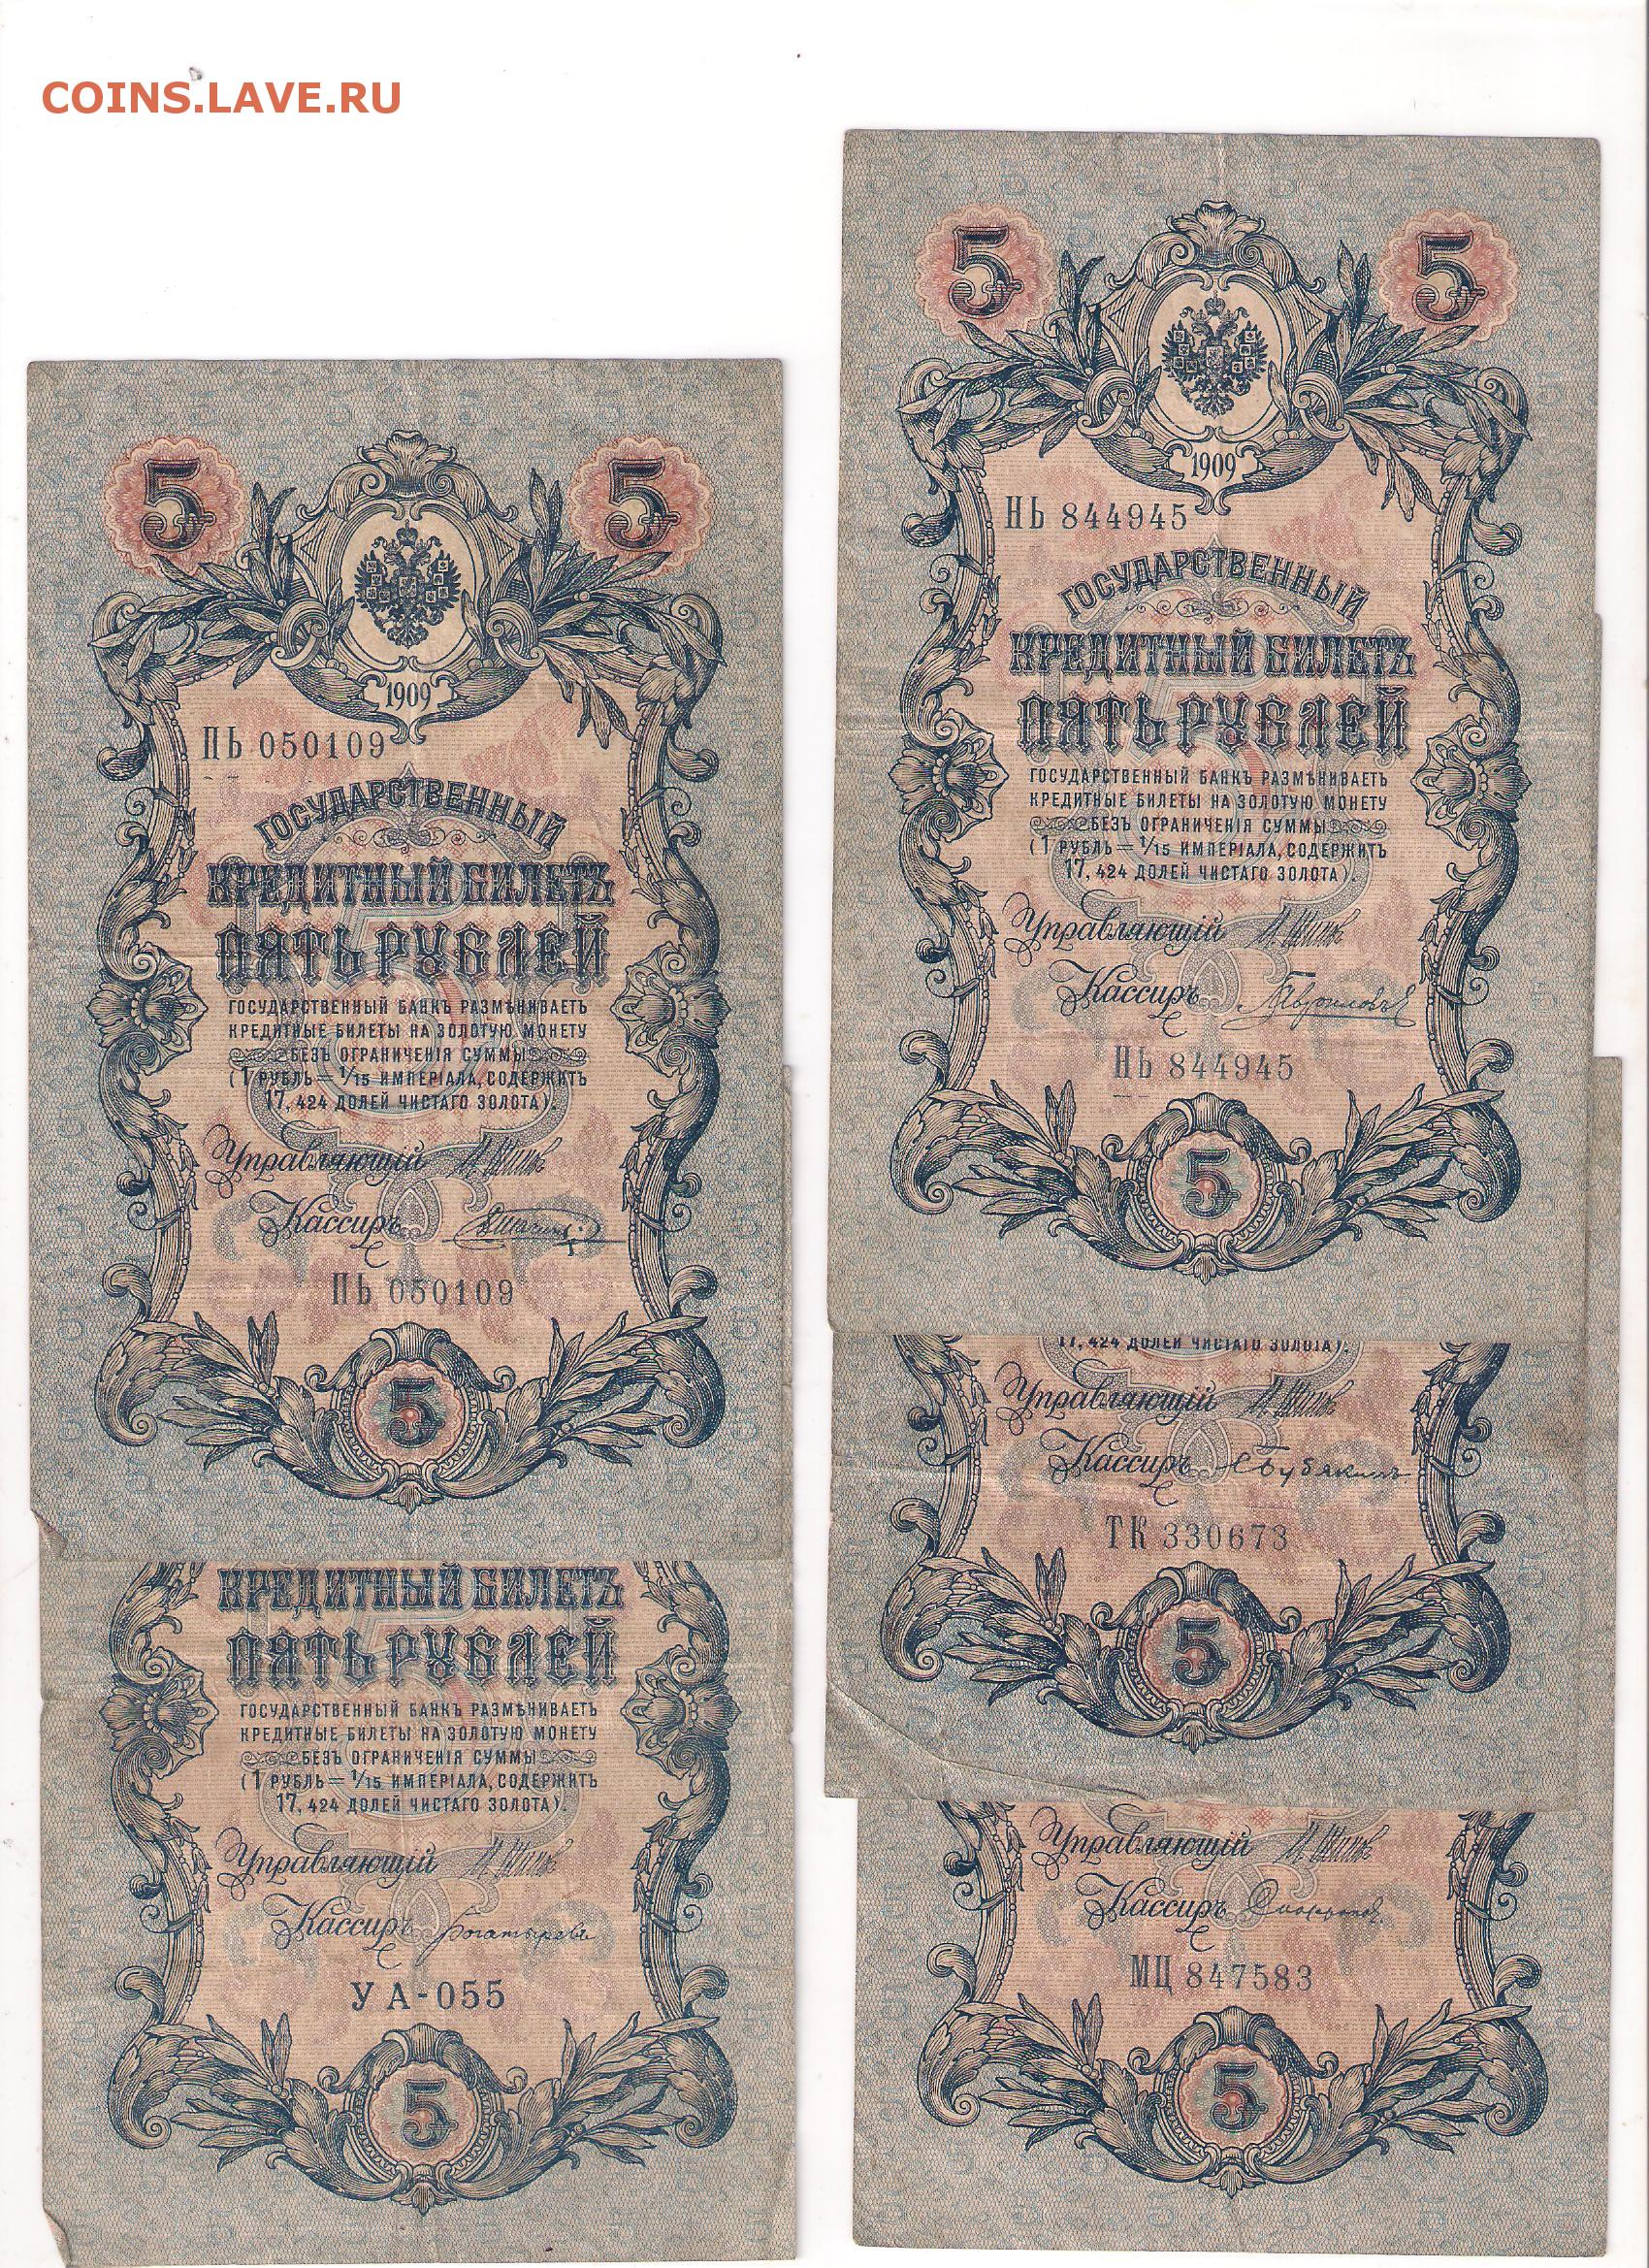 COINS.LAVE.RU
5 5
1909
ПЬ 050109
ГОСУДАРСТВЕННЫЙ
КРЕДИТНЫЙ БИЛЕТЪ
ПЯТЬ РУБЛЕЙ
ГОСУДАРСТВЕННЫЙ БАНКЪ РАЗМѢНИВАЕТЪ
КРЕДИТНЫЕ БИЛЕТЫ НА ЗОЛОТУЮ МОНЕТУ
БЕЗЪ ОГРАНИЧЕНІЯ СУММЫ
(1 РУБЛЬ = 1/15 ИМПЕРІАЛА, СОДЕРЖИТЪ
17,424 ДОЛЕЙ ЧИСТАГО ЗОЛОТА).
Управляющій
Кассиръ
ПЬ 050109
5
КРЕДИТНЫЙ БИЛЕТЪ
ПЯТЬ РУБЛЕЙ
ГОСУДАРСТВЕННЫЙ БАНКЪ РАЗМѢНИВАЕТЪ
КРЕДИТНЫЕ БИЛЕТЫ НА ЗОЛОТУЮ МОНЕТУ
БЕЗЪ ОГРАНИЧЕНІЯ СУММЫ
(1 РУБЛЬ = 1/15 ИМПЕРІАЛА, СОДЕРЖИТЪ
17,424 ДОЛЕЙ ЧИСТАГО ЗОЛОТА).
Управляющій
Кассиръ Богатыревъ
УА-055
5
5 5
1909
НЬ 844945
ГОСУДАРСТВЕННЫЙ
КРЕДИТНЫЙ БИЛЕТЪ
ПЯТЬ РУБЛЕЙ
ГОСУДАРСТВЕННЫЙ БАНКЪ РАЗМѢНИВАЕТЪ
КРЕДИТНЫЕ БИЛЕТЫ НА ЗОЛОТУЮ МОНЕТУ
БЕЗЪ ОГРАНИЧЕНІЯ СУММЫ
(1 РУБЛЬ = 1/15 ИМПЕРІАЛА, СОДЕРЖИТЪ
17,424 ДОЛЕЙ ЧИСТАГО ЗОЛОТА).
Управляющій
Кассиръ
НЬ 844945
5
17,424 ДОЛЕЙ ЧИСТАГО ЗОЛОТА).
Управляющій
Кассиръ
ТК 330673
5
Управляющій
Кассиръ
МЦ 847583
5